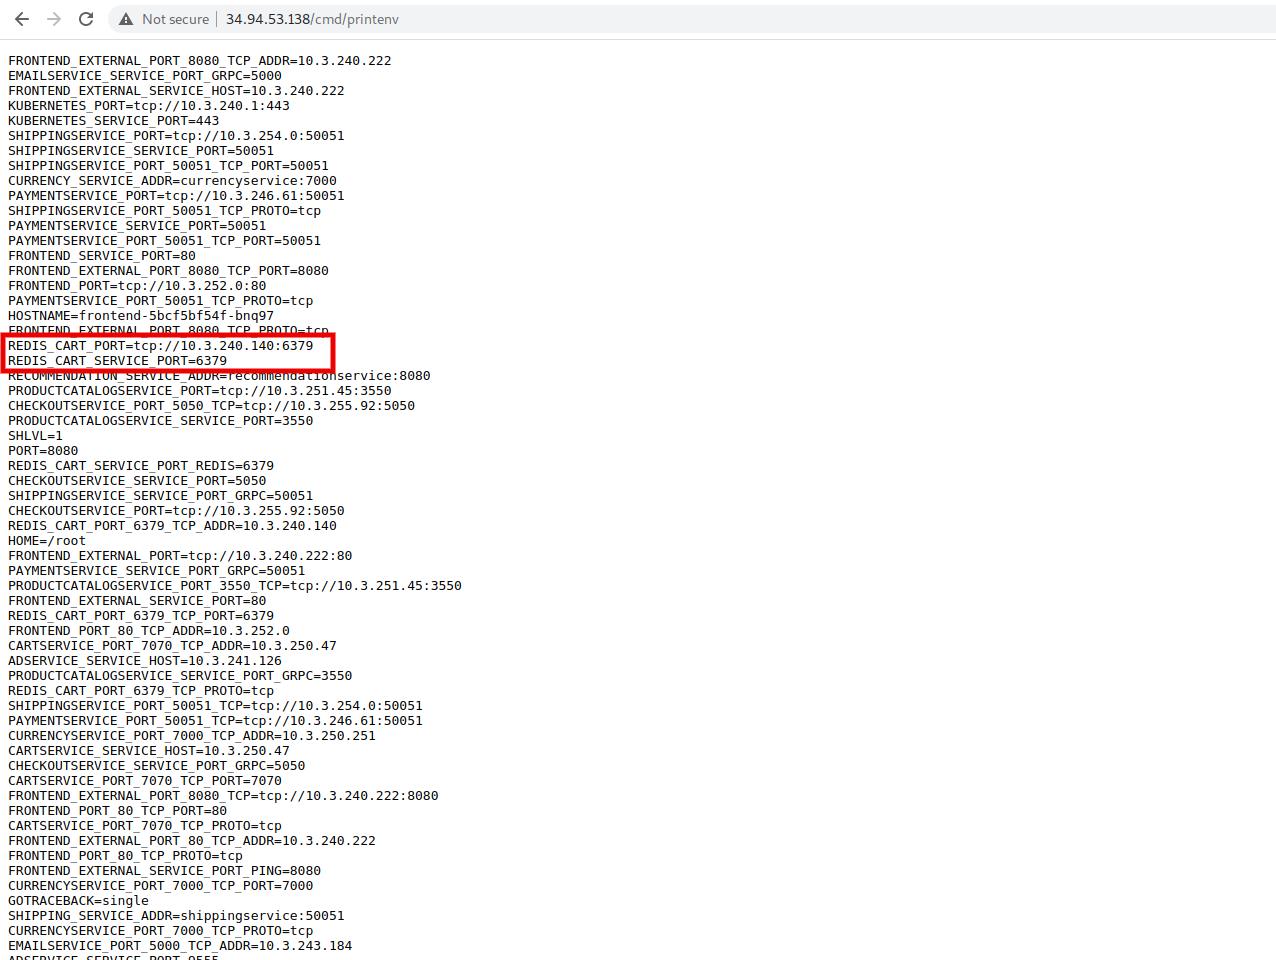 Not secure | 34.94.53.138/cmd/printenv
FRONTEND_EXTERNAL_PORT_8080_TCP_ADDR=10.3.240.222
EMAILSERVICE_SERVICE_PORT_GRPC=5000
FRONTEND_EXTERNAL_SERVICE_HOST=10.3.240.222
KUBERNETES_PORT=tcp://10.3.240.1:443
KUBERNETES_SERVICE_PORT=443
SHIPPINGSERVICE_PORT=tcp://10.3.254.0:50051
SHIPPINGSERVICE_SERVICE_PORT=50051
SHIPPINGSERVICE_PORT_50051_TCP_PORT=50051
CURRENCY_SERVICE_ADDR=currencyservice:7000
PAYMENTSERVICE_PORT=tcp://10.3.246.61:50051
SHIPPINGSERVICE_PORT_50051_TCP_PROTO=tcp
PAYMENTSERVICE_SERVICE_PORT=50051
PAYMENTSERVICE_PORT_50051_TCP_PORT=50051
FRONTEND_SERVICE_PORT=80
FRONTEND_EXTERNAL_PORT_8080_TCP_PORT=8080
FRONTEND_PORT=tcp://10.3.252.0:80
PAYMENTSERVICE_PORT_50051_TCP_PROTO=tcp
HOSTNAME=frontend-5bcf5bf54f-bnq97
FRONTEND_EXTERNAL_PORT_8080_TCP_PROTO=tcp
REDIS_CART_PORT=tcp://10.3.240.140:6379
REDIS_CART_SERVICE_PORT=6379
RECOMMENDATION_SERVICE_ADDR=recommendationservice:8080
PRODUCTCATALOGSERVICE_PORT=tcp://10.3.251.45:3550
CHECKOUTSERVICE_PORT_5050_TCP=tcp://10.3.255.92:5050
PRODUCTCATALOGSERVICE_SERVICE_PORT=3550
SHLVL=1
PORT=8080
REDIS_CART_SERVICE_PORT_REDIS=6379
CHECKOUTSERVICE_SERVICE_PORT=5050
SHIPPINGSERVICE_SERVICE_PORT_GRPC=50051
CHECKOUTSERVICE_PORT=tcp://10.3.255.92:5050
REDIS_CART_PORT_6379_TCP_ADDR=10.3.240.140
HOME=/root
FRONTEND_EXTERNAL_PORT=tcp://10.3.240.222:80
PAYMENTSERVICE_SERVICE_PORT_GRPC=50051
PRODUCTCATALOGSERVICE_PORT_3550_TCP=tcp://10.3.251.45:3550
FRONTEND_EXTERNAL_SERVICE_PORT=80
REDIS_CART_PORT_6379_TCP_PORT=6379
FRONTEND_PORT_80_TCP_ADDR=10.3.252.0
CARTSERVICE_PORT_7070_TCP_ADDR=10.3.250.47
ADSERVICE_SERVICE_HOST=10.3.241.126
PRODUCTCATALOGSERVICE_SERVICE_PORT_GRPC=3550
REDIS_CART_PORT_6379_TCP_PROTO=tcp
SHIPPINGSERVICE_PORT_50051_TCP=tcp://10.3.254.0:50051
PAYMENTSERVICE_PORT_50051_TCP=tcp://10.3.246.61:50051
CURRENCYSERVICE_PORT_7000_TCP_ADDR=10.3.250.251
CARTSERVICE_SERVICE_HOST=10.3.250.47
CHECKOUTSERVICE_SERVICE_PORT_GRPC=5050
CARTSERVICE_PORT_7070_TCP_PORT=7070
FRONTEND_EXTERNAL_PORT_8080_TCP=tcp://10.3.240.222:8080
FRONTEND_PORT_80_TCP_PORT=80
CARTSERVICE_PORT_7070_TCP_PROTO=tcp
FRONTEND_EXTERNAL_PORT_80_TCP_ADDR=10.3.240.222
FRONTEND_PORT_80_TCP_PROTO=tcp
FRONTEND_EXTERNAL_SERVICE_PORT_PING=8080
CURRENCYSERVICE_PORT_7000_TCP_PORT=7000
GOTRACEBACK=single
SHIPPING_SERVICE_ADDR=shippingservice:50051
CURRENCYSERVICE_PORT_7000_TCP_PROTO=tcp
EMAILSERVICE_PORT_5000_TCP_ADDR=10.3.243.184
ADSERVICE_SERVICE_PORT=9555